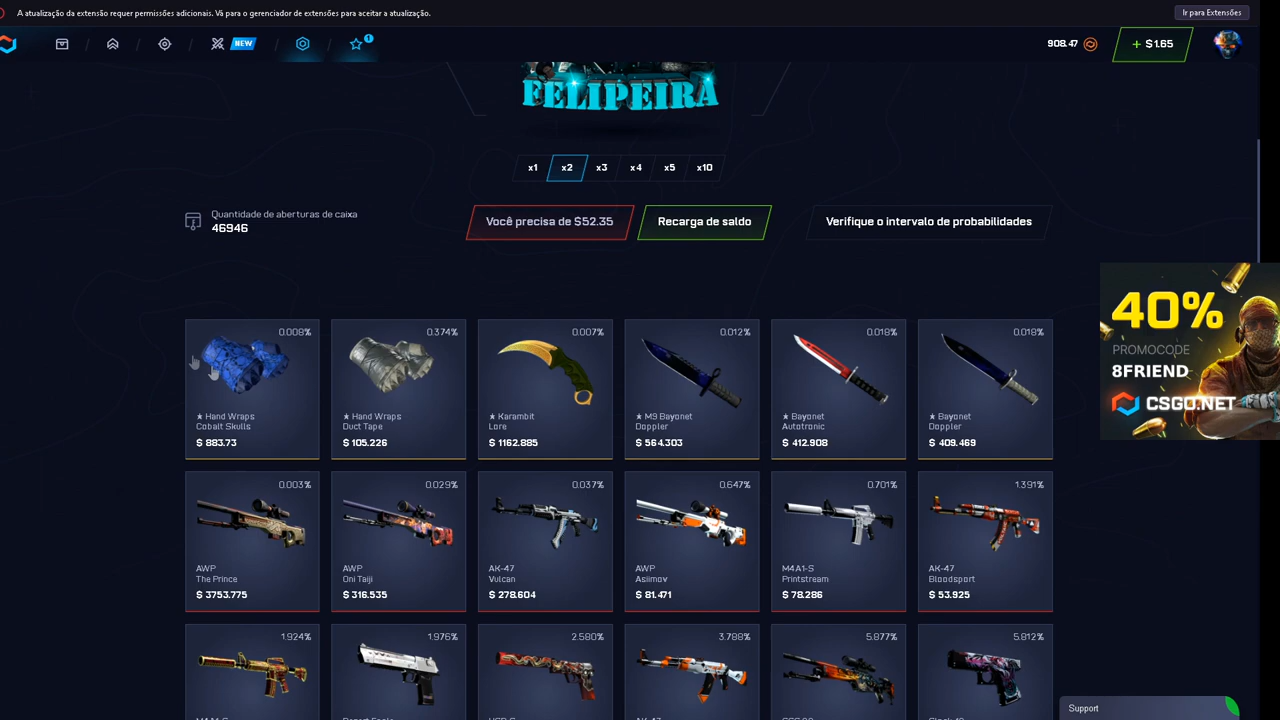 A atualização da extensão requer permissões adicionais. Vá para o gerenciador de extensões para aceitar a atualização.
Ir para Extensões
NEW
1
908.47
+ $ 1.65
FELIPEIRA
x1
x2
x3
x4
x5
x10
Quantidade de aberturas de caixa
46946
Você precisa de $52.35
Recarga de saldo
Verifique o intervalo de probabilidades
40%
PROMOCODE
8FRIEND
CSGO.NET
0.008%
★ Hand Wraps
Cobalt Skulls
$ 883.73
0.374%
★ Hand Wraps
Duct Tape
$ 105.226
0.007%
★ Karambit
Lore
$ 1162.885
0.012%
★ M9 Bayonet
Doppler
$ 564.303
0.018%
★ Bayonet
Autotronic
$ 412.908
0.018%
★ Bayonet
Doppler
$ 409.469
0.003%
AWP
The Prince
$ 3753.775
0.029%
AWP
Oni Taiji
$ 316.535
0.037%
AK-47
Vulcan
$ 278.604
0.647%
AWP
Asiimov
$ 81.471
0.701%
M4A1-S
Printstream
$ 78.286
1.391%
AK-47
Bloodsport
$ 53.925
1.924%
1.976%
2.580%
3.788%
5.877%
5.812%
Support